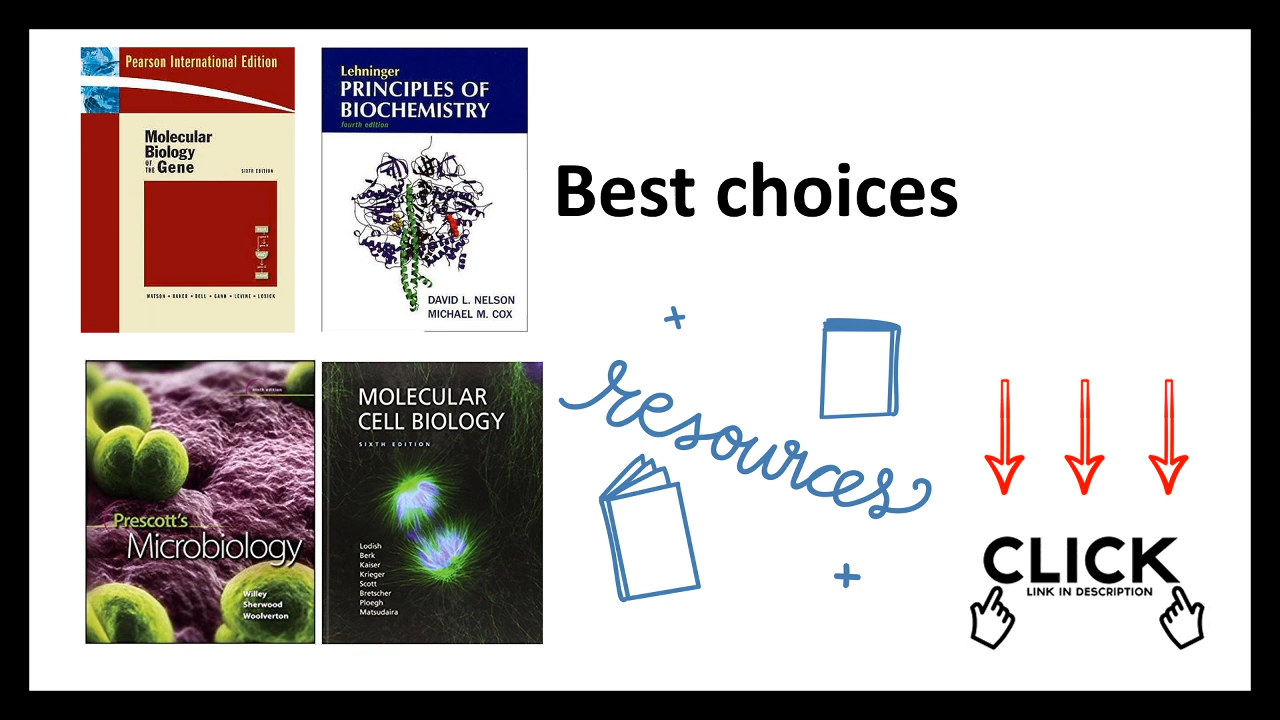 Pearson International Edition
Molecular
Biology
OF THE Gene
SIXTH EDITION
WATSON • BAKER • BELL • GANN • LEVINE • LOSICK
Lehninger
PRINCIPLES OF
BIOCHEMISTRY
fourth edition
DAVID L. NELSON
MICHAEL M. COX
Best choices
resources
ninth edition
Prescott's
Microbiology
Willey
Sherwood
Woolverton
MOLECULAR
CELL BIOLOGY
SIXTH EDITION
Lodish
Berk
Kaiser
Krieger
Scott
Bretscher
Ploegh
Matsudaira
CLICK
LINK IN DESCRIPTION